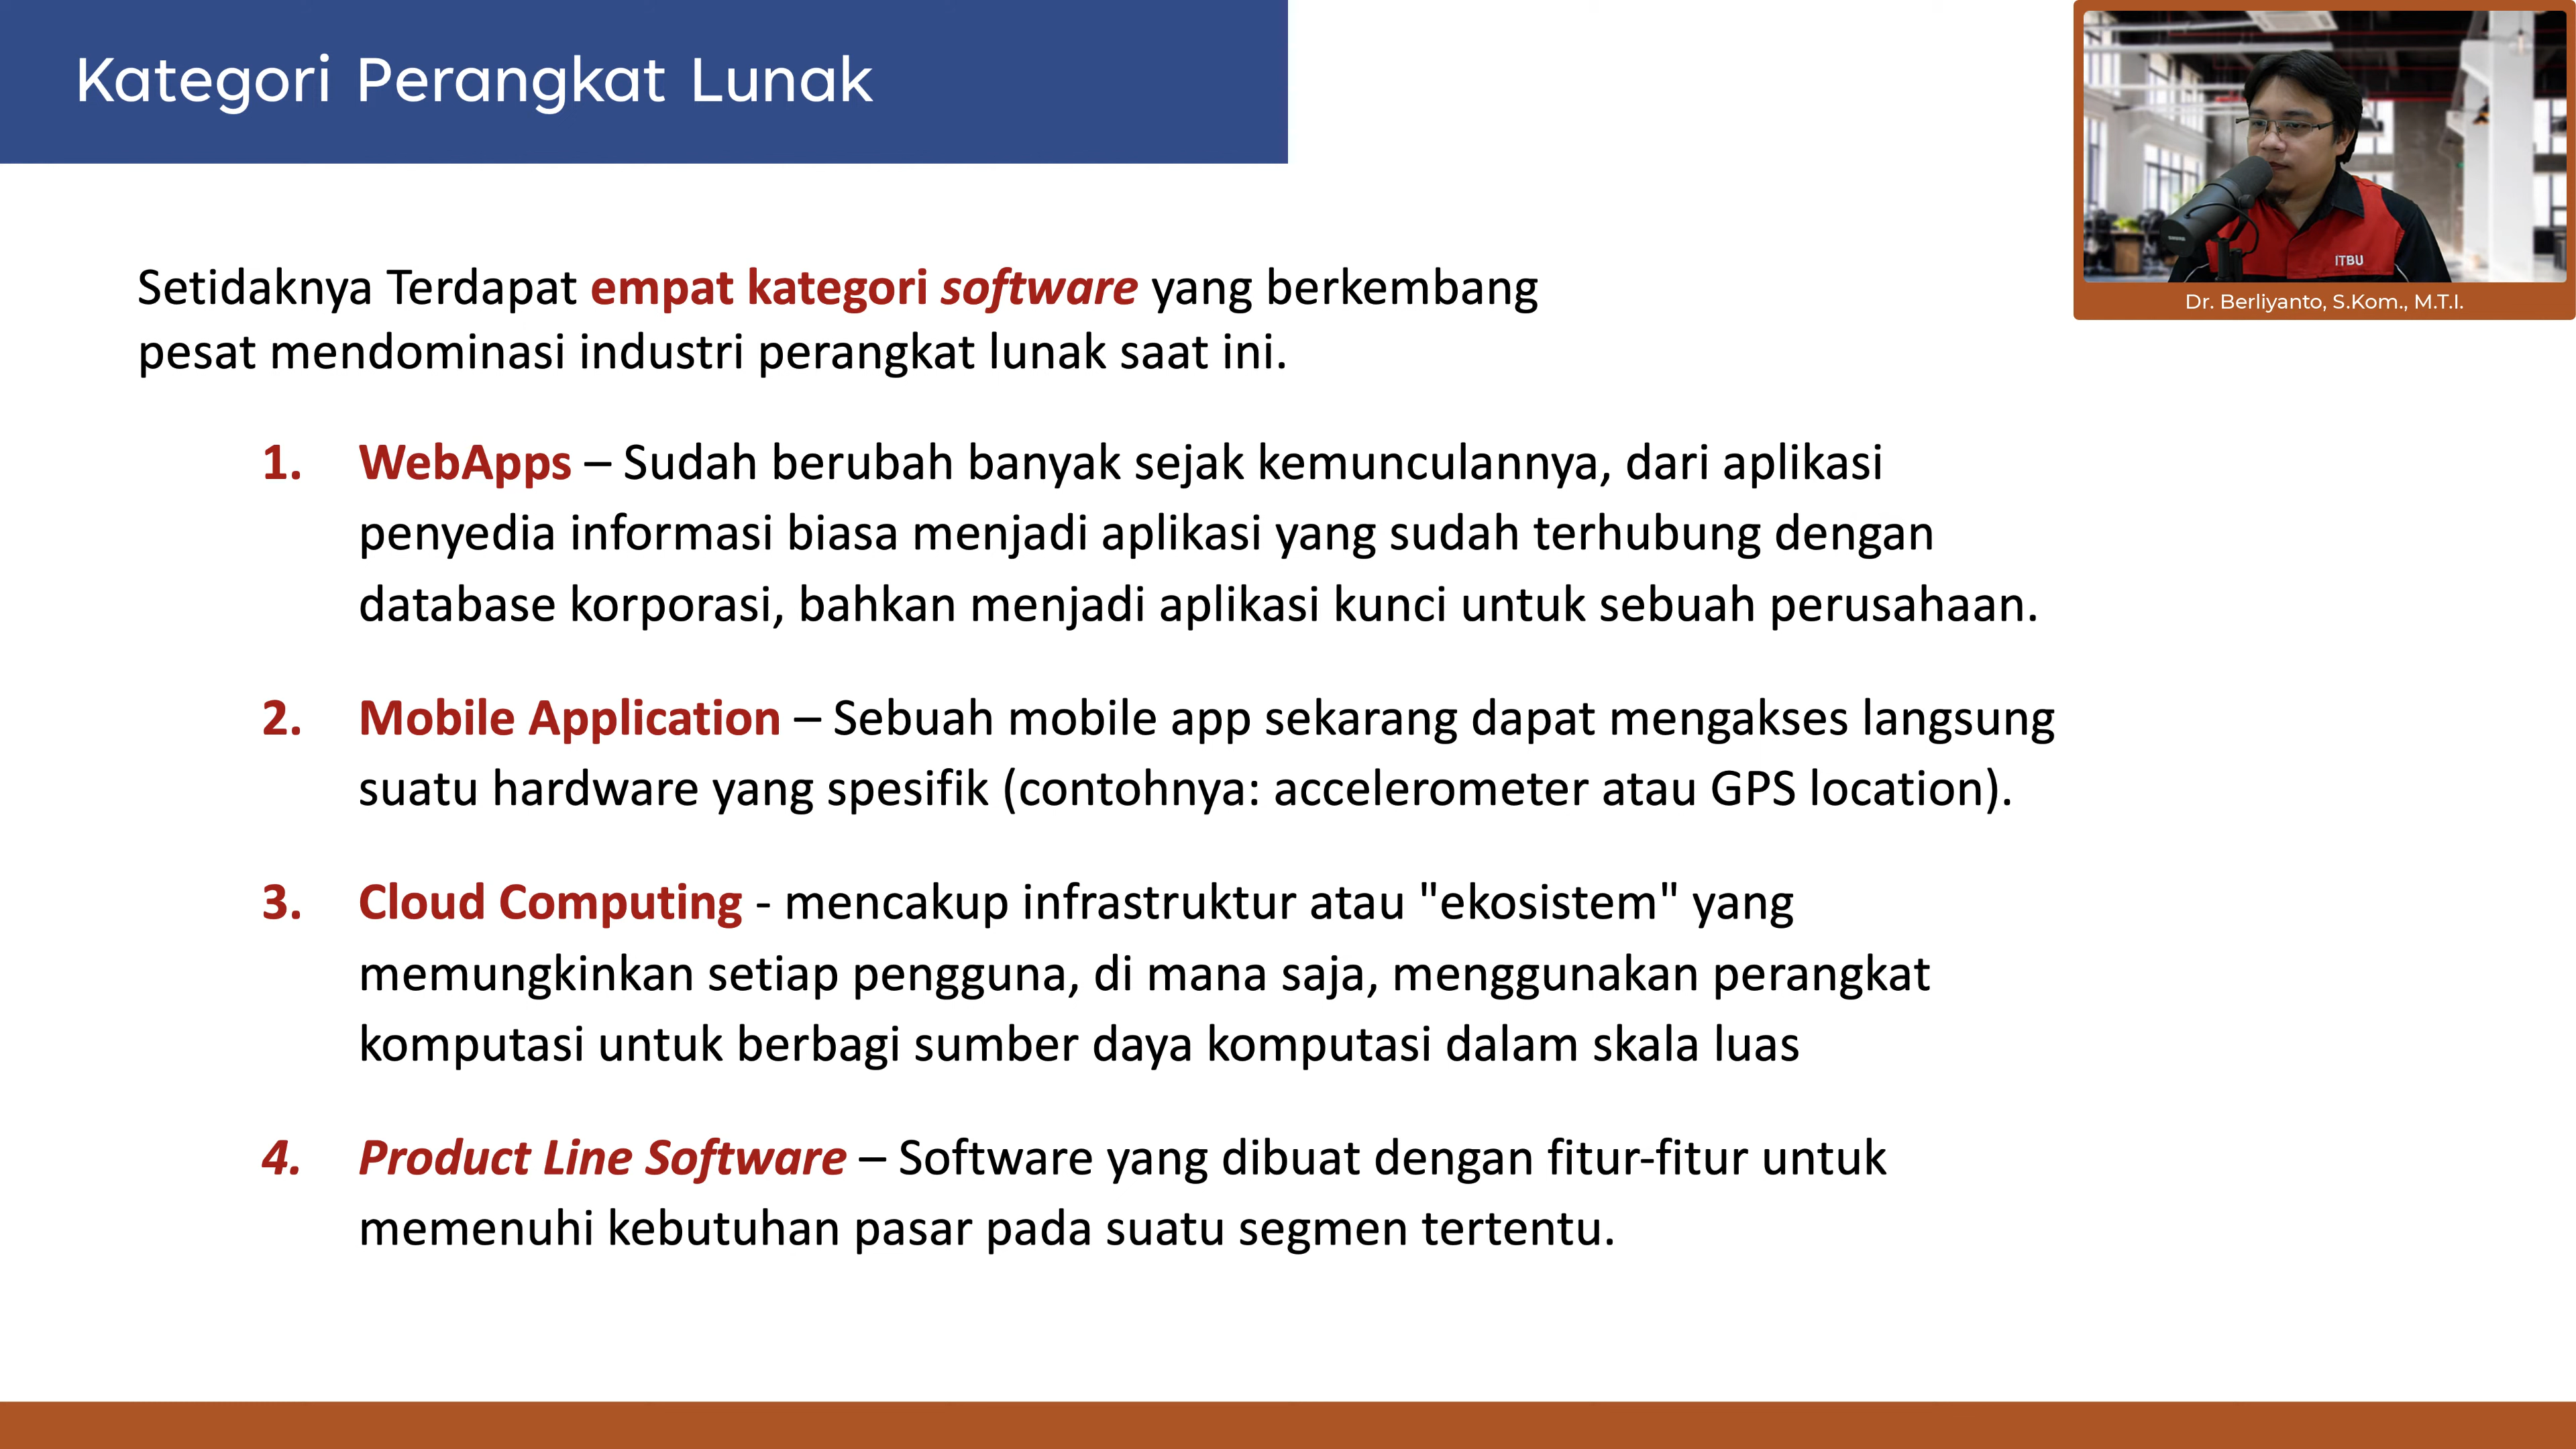 Kategori Perangkat Lunak
ITBU
Dr. Berliyanto, S.Kom., M.T.I.
Setidaknya Terdapat empat kategori software yang berkembang
pesat mendominasi industri perangkat lunak saat ini.
1. WebApps – Sudah berubah banyak sejak kemunculannya, dari aplikasi
penyedia informasi biasa menjadi aplikasi yang sudah terhubung dengan
database korporasi, bahkan menjadi aplikasi kunci untuk sebuah perusahaan.
2. Mobile Application – Sebuah mobile app sekarang dapat mengakses langsung
suatu hardware yang spesifik (contohnya: accelerometer atau GPS location).
3. Cloud Computing - mencakup infrastruktur atau "ekosistem" yang
memungkinkan setiap pengguna, di mana saja, menggunakan perangkat
komputasi untuk berbagi sumber daya komputasi dalam skala luas
4. Product Line Software – Software yang dibuat dengan fitur-fitur untuk
memenuhi kebutuhan pasar pada suatu segmen tertentu.